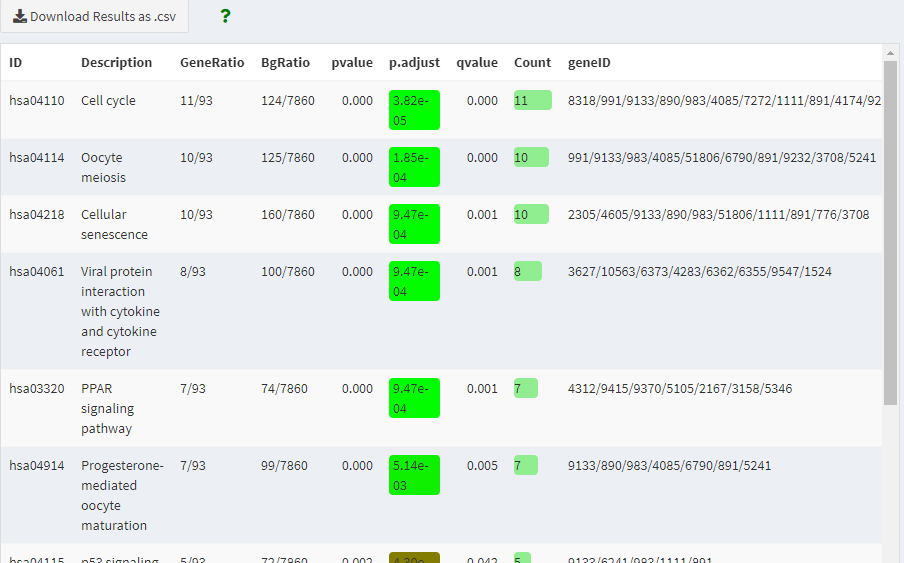 Download Results as .csv ?
ID Description GeneRatio BgRatio pvalue p.adjust qvalue Count geneID
hsa04110 Cell cycle 11/93 124/7860 0.000 3.82e- 0.000 11 8318/991/9133/890/983/4085/7272/1111/891/4174/92
05
hsa04114 Oocyte 10/93 125/7860 0.000 1.85e- 0.000 10 991/9133/983/4085/51806/6790/891/9232/3708/5241
meiosis 04
hsa04218 Cellular 10/93 160/7860 0.000 9.47e- 0.001 10 2305/4605/9133/890/983/51806/1111/891/776/3708
senescence 04
hsa04061 Viral protein 8/93 100/7860 0.000 9.47e- 0.001 8 3627/10563/6373/4283/6362/6355/9547/1524
interaction 04
with cytokine
and cytokine
receptor
hsa03320 PPAR 7/93 74/7860 0.000 9.47e- 0.001 7 4312/9415/9370/5105/2167/3158/5346
signaling 04
pathway
hsa04914 Progesterone- 7/93 99/7860 0.000 5.14e- 0.005 7 9133/890/983/4085/6790/891/5241
mediated 03
oocyte
maturation
hsa04115 p53 signaling 5/93 72/7860 0.002 4.20e- 0.042 5 9133/6241/983/1111/891